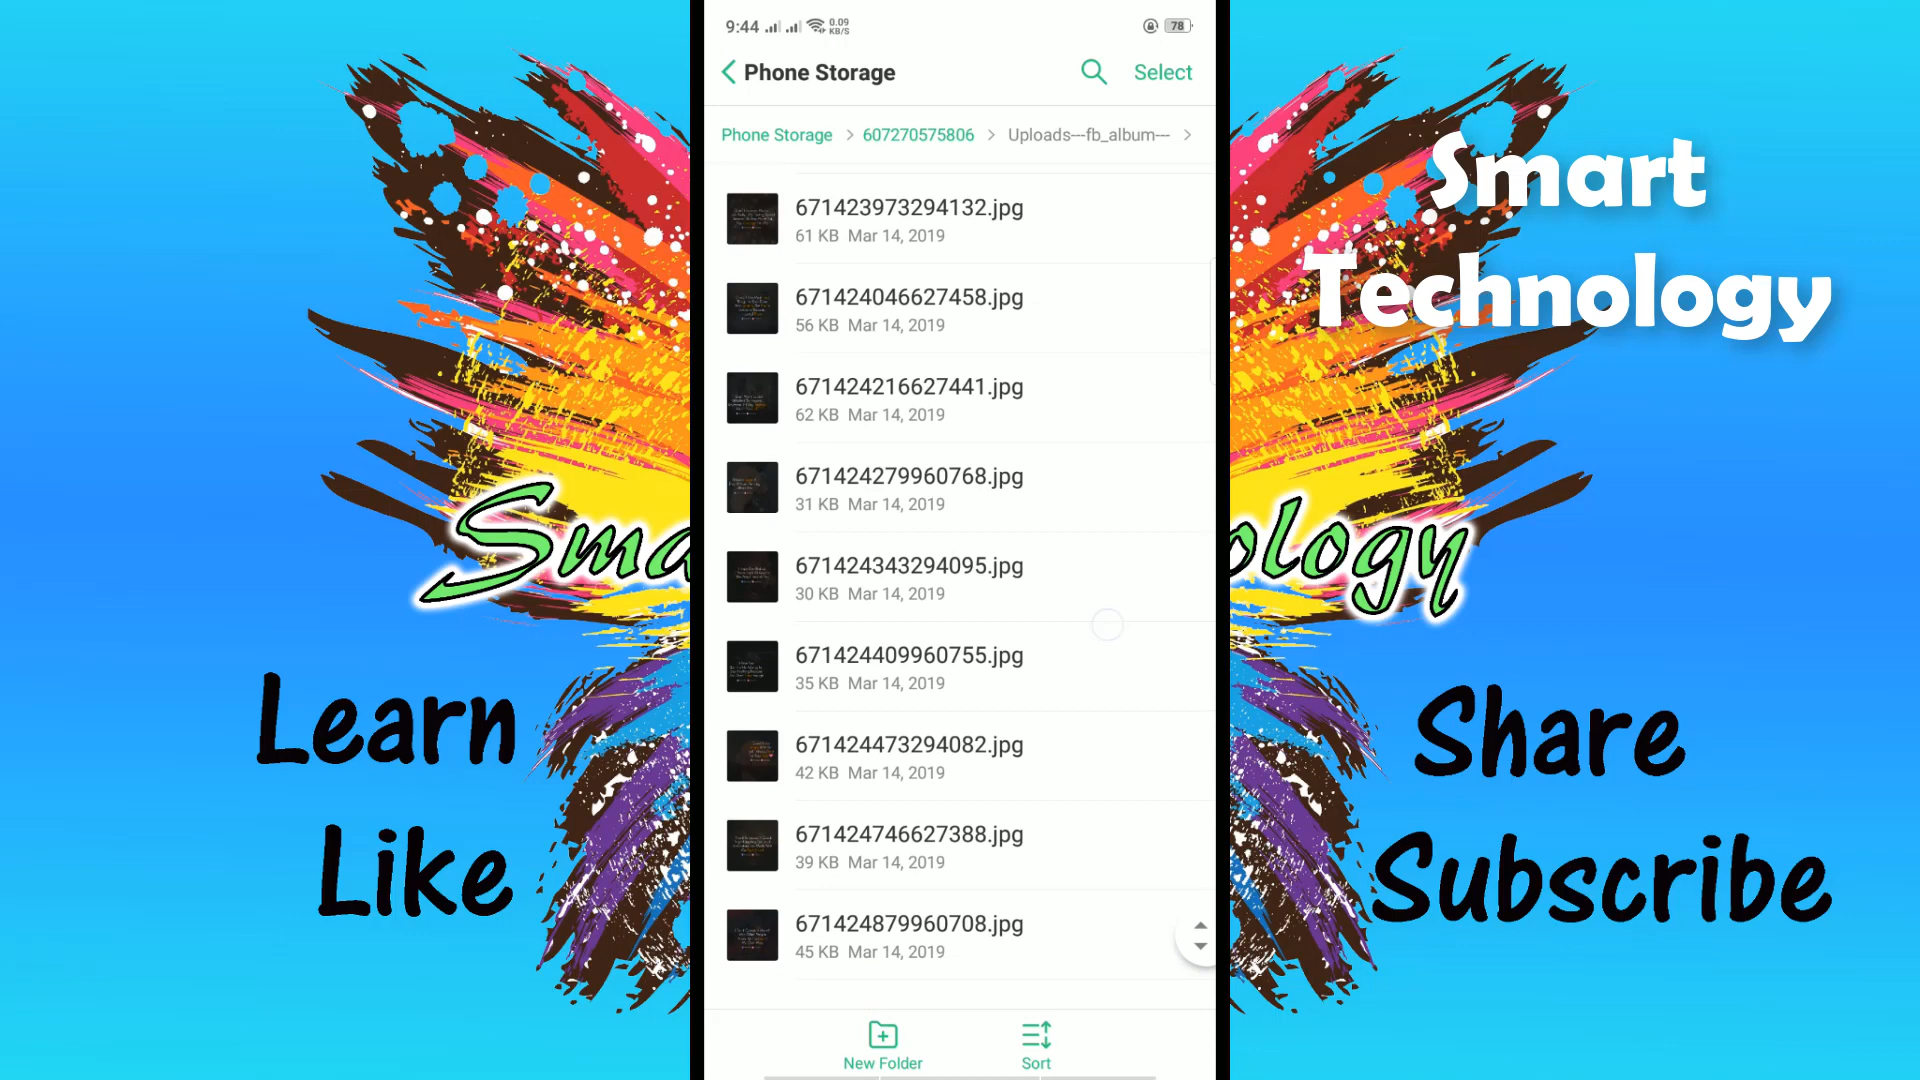 9:44
0.09
KB/S
78
Phone Storage
Select
Phone Storage > 607270575806 > Uploads---fb_album--- >
671423973294132.jpg
61 KB Mar 14, 2019
671424046627458.jpg
56 KB Mar 14, 2019
671424216627441.jpg
62 KB Mar 14, 2019
671424279960768.jpg
31 KB Mar 14, 2019
671424343294095.jpg
30 KB Mar 14, 2019
671424409960755.jpg
35 KB Mar 14, 2019
671424473294082.jpg
42 KB Mar 14, 2019
671424746627388.jpg
39 KB Mar 14, 2019
671424879960708.jpg
45 KB Mar 14, 2019
New Folder
Sort
Smart
Technology
Sma
ology
Learn
Like
Share
Subscribe